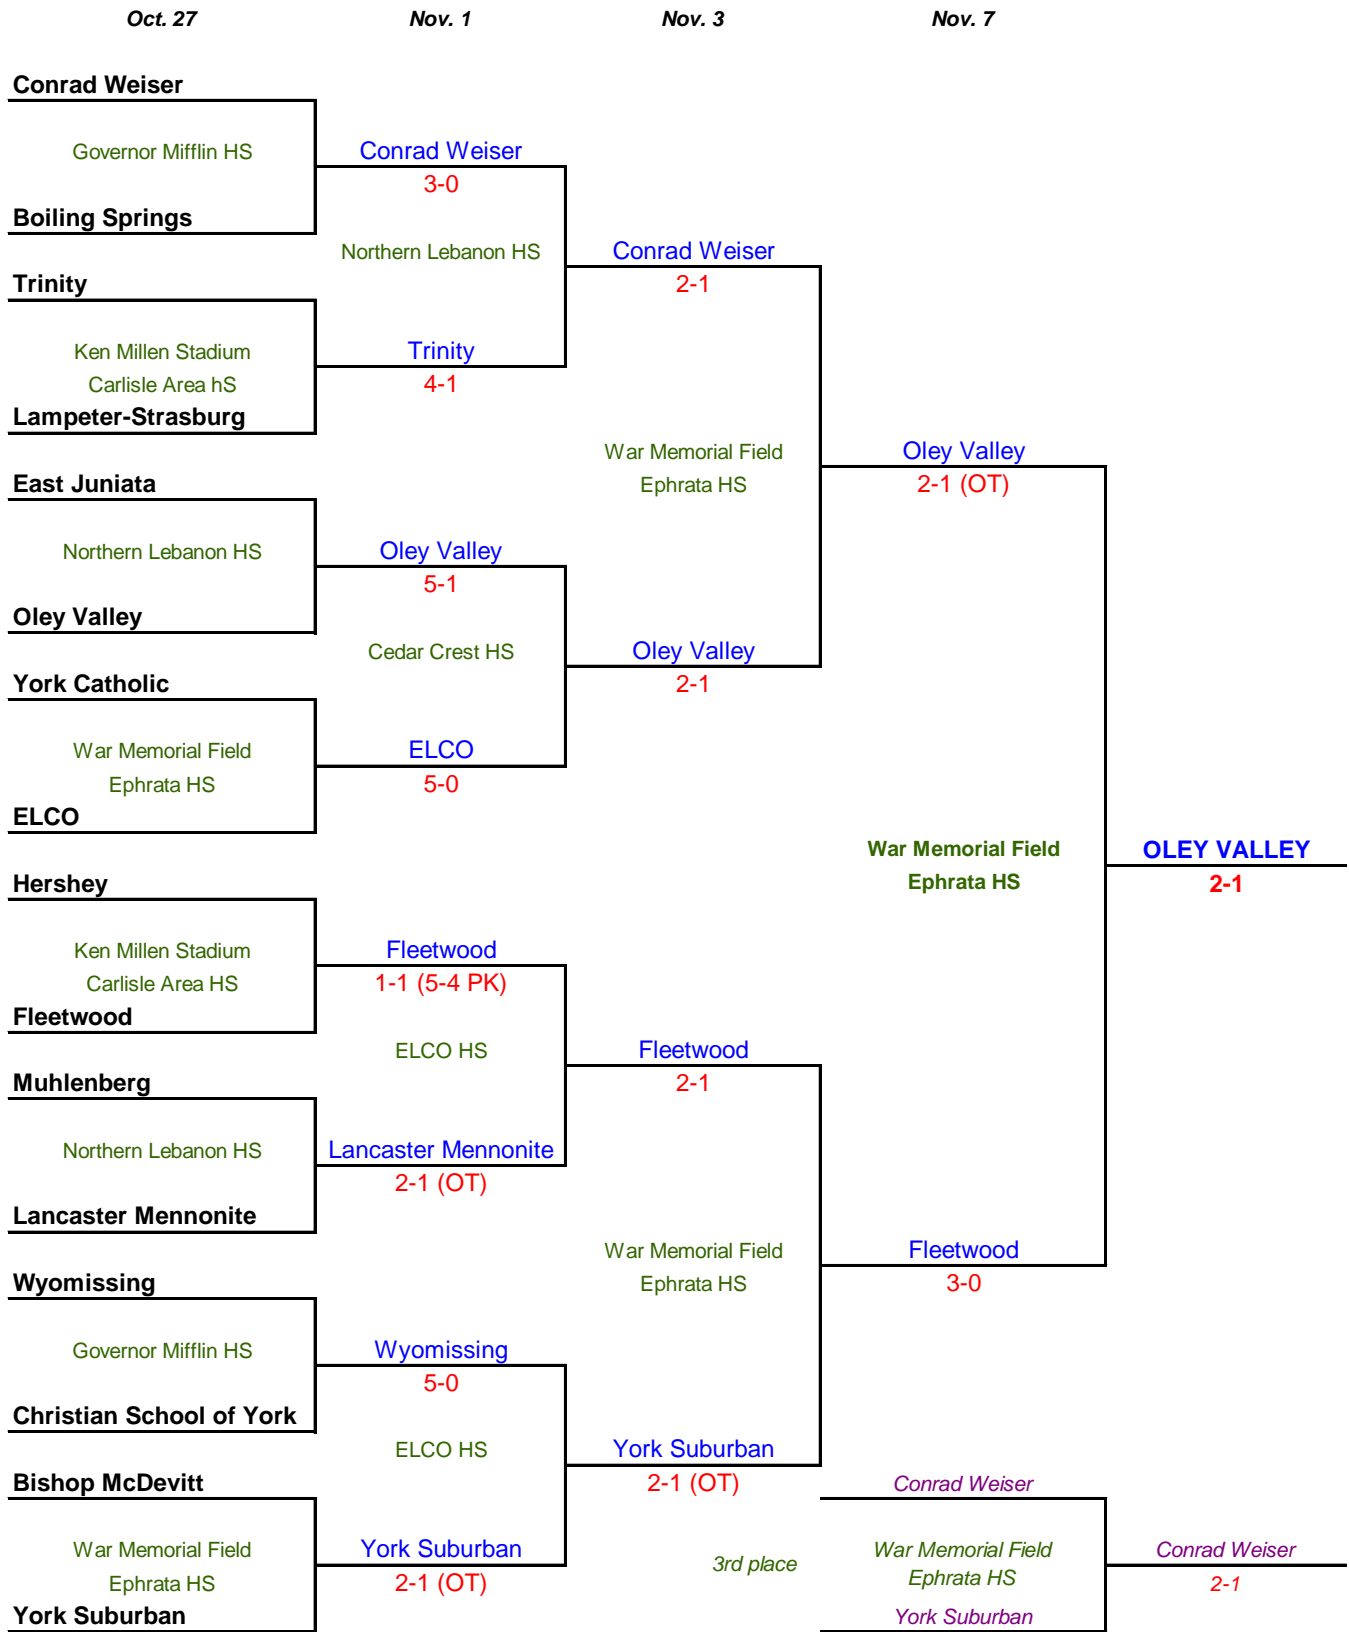 Oct. 27 Nov. 1 Nov. 3 Nov. 7
Conrad Weiser
Governor Mifflin HS
Conrad Weiser
3-0
Boiling Springs
Northern Lebanon HS
Conrad Weiser
2-1
Trinity
Ken Millen Stadium
Carlisle Area hS
Trinity
4-1
Lampeter-Strasburg
War Memorial Field
Ephrata HS
Oley Valley
2-1 (OT)
East Juniata
Northern Lebanon HS
Oley Valley
5-1
Oley Valley
Cedar Crest HS
Oley Valley
2-1
York Catholic
War Memorial Field
Ephrata HS
ELCO
5-0
ELCO
War Memorial Field
Ephrata HS
OLEY VALLEY
2-1
Hershey
Ken Millen Stadium
Carlisle Area HS
Fleetwood
1-1 (5-4 PK)
Fleetwood
ELCO HS
Fleetwood
2-1
Muhlenberg
Northern Lebanon HS
Lancaster Mennonite
2-1 (OT)
Lancaster Mennonite
War Memorial Field
Ephrata HS
Fleetwood
3-0
Wyomissing
Governor Mifflin HS
Wyomissing
5-0
Christian School of York
ELCO HS
York Suburban
2-1 (OT)
Bishop McDevitt
War Memorial Field
Ephrata HS
York Suburban
2-1 (OT)
York Suburban
Conrad Weiser
3rd place
War Memorial Field
Ephrata HS
Conrad Weiser
2-1
York Suburban